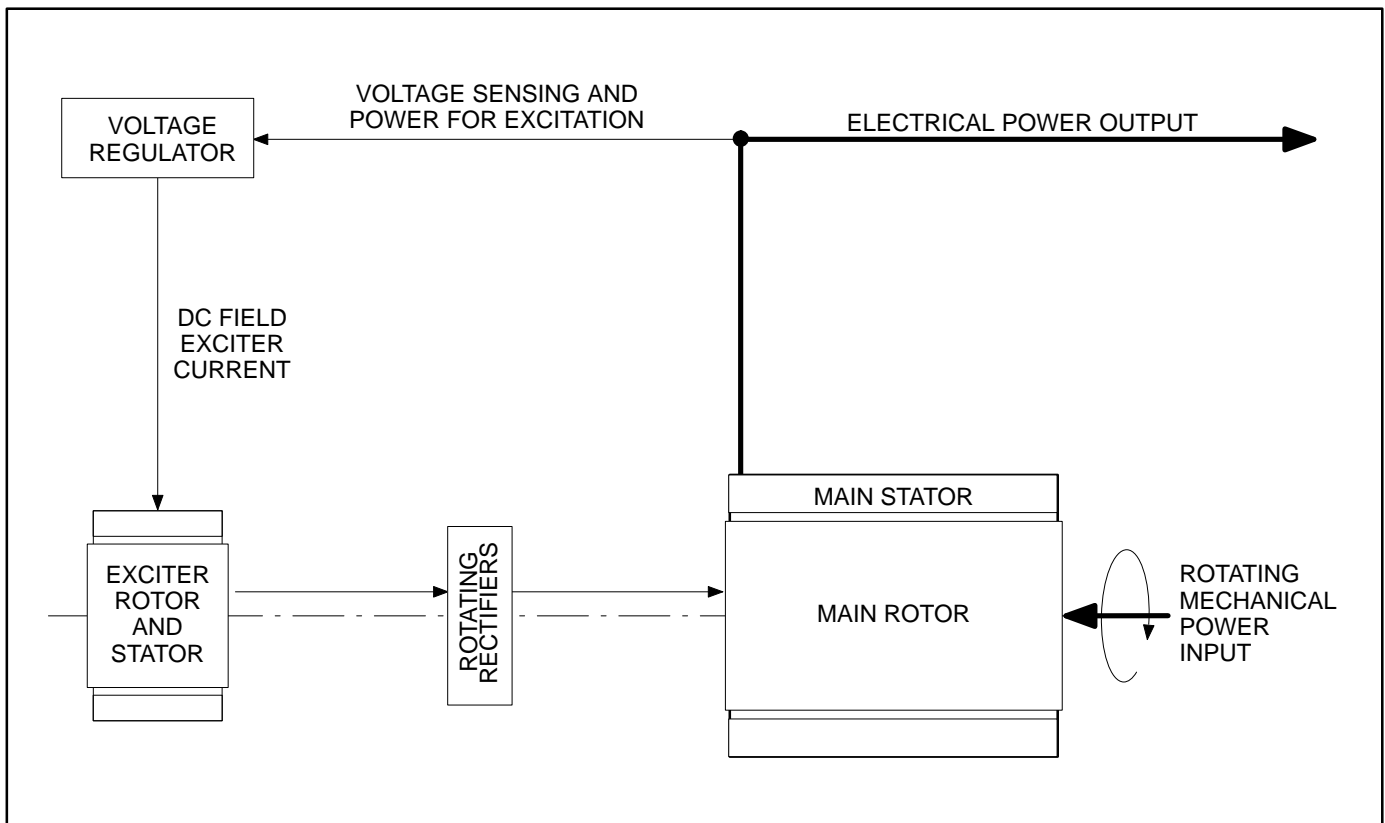 VOLTAGE SENSING AND
POWER FOR EXCITATION
VOLTAGE
REGULATOR
ELECTRICAL POWER OUTPUT
DC FIELD
EXCITER
CURRENT
MAIN STATOR
EXCITER
ROTOR
AND
STATOR
ROTATING
RECTIFIERS
MAIN ROTOR
ROTATING
MECHANICAL
POWER
INPUT